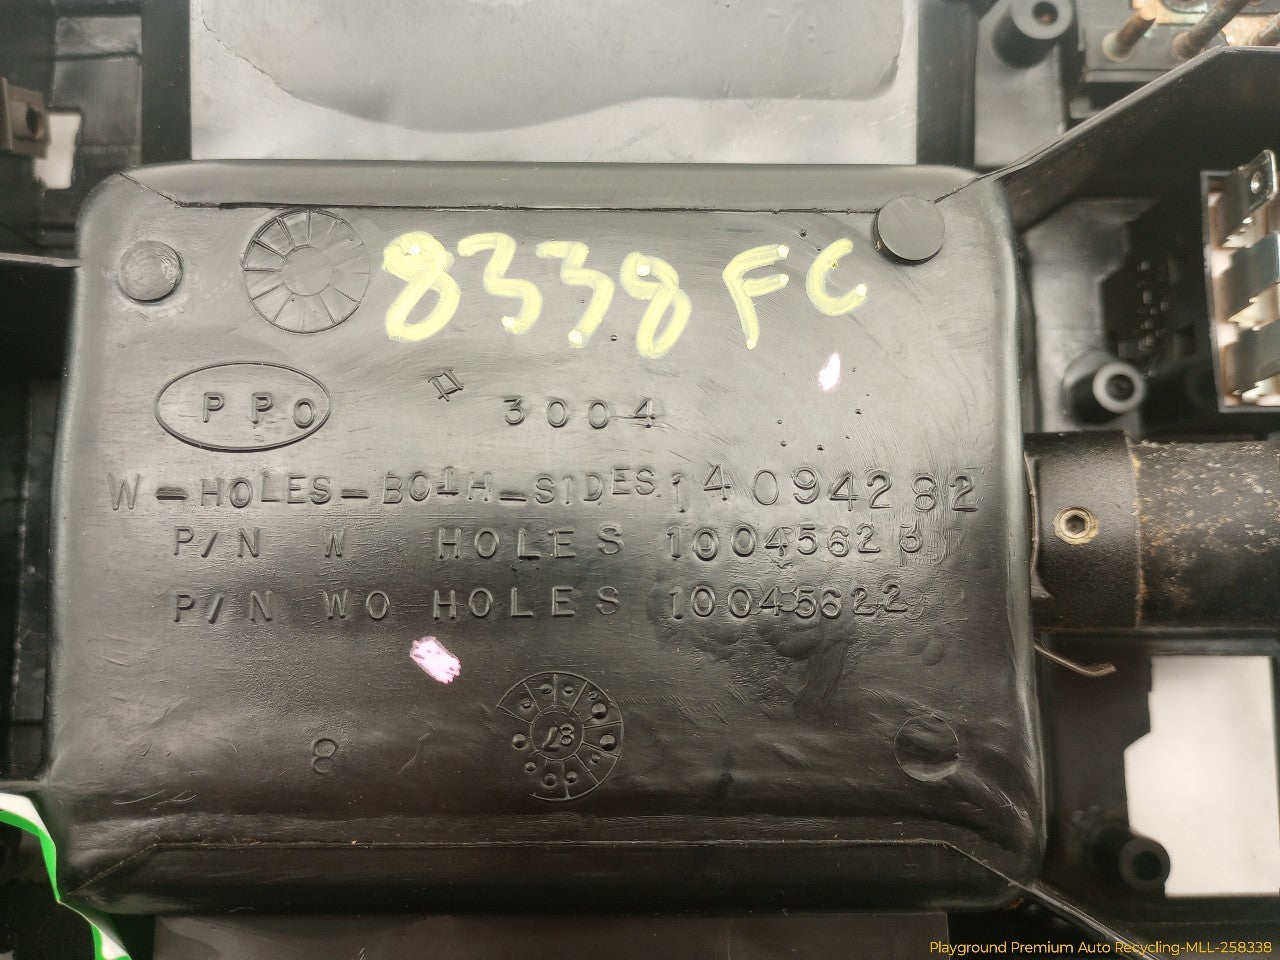 8338 FC
PPO
3004
W-HOLES-BOTH-SIDES. 14094282
P/N W HOLES 10045623
P/N WO HOLES 10045622
8
87
Playground Premium Auto Recycling-MLL-258338